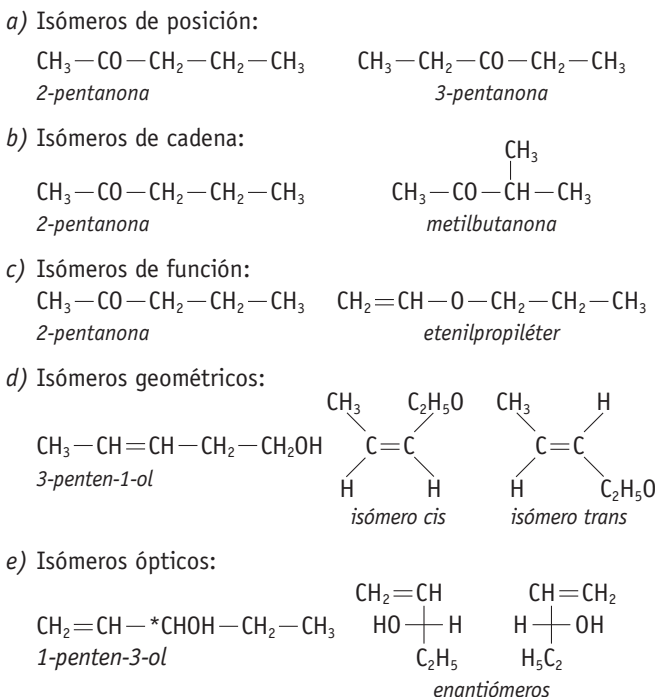 a) Isómeros de posición:
CH₃—CO—CH₂—CH₂—CH₃ CH₃—CH₂—CO—CH₂—CH₃
2-pentanona 3-pentanona
b) Isómeros de cadena:
CH₃
CH₃—CO—CH₂—CH₂—CH₃ CH₃—CO—CH—CH₃
2-pentanona metilbutanona
c) Isómeros de función:
CH₃—CO—CH₂—CH₂—CH₃ CH₂=CH—O—CH₂—CH₂—CH₃
2-pentanona etenilpropiléter
d) Isómeros geométricos:
CH₃ C₂H₅O CH₃ H
CH₃—CH=CH—CH₂—CH₂OH C=C C=C
3-penten-1-ol
H H H C₂H₅O
isómero cis isómero trans
e) Isómeros ópticos:
CH₂=CH CH=CH₂
CH₂=CH—*CHOH—CH₂—CH₃ HO—H H—OH
1-penten-3-ol
C₂H₅ H₅C₂
enantiómeros